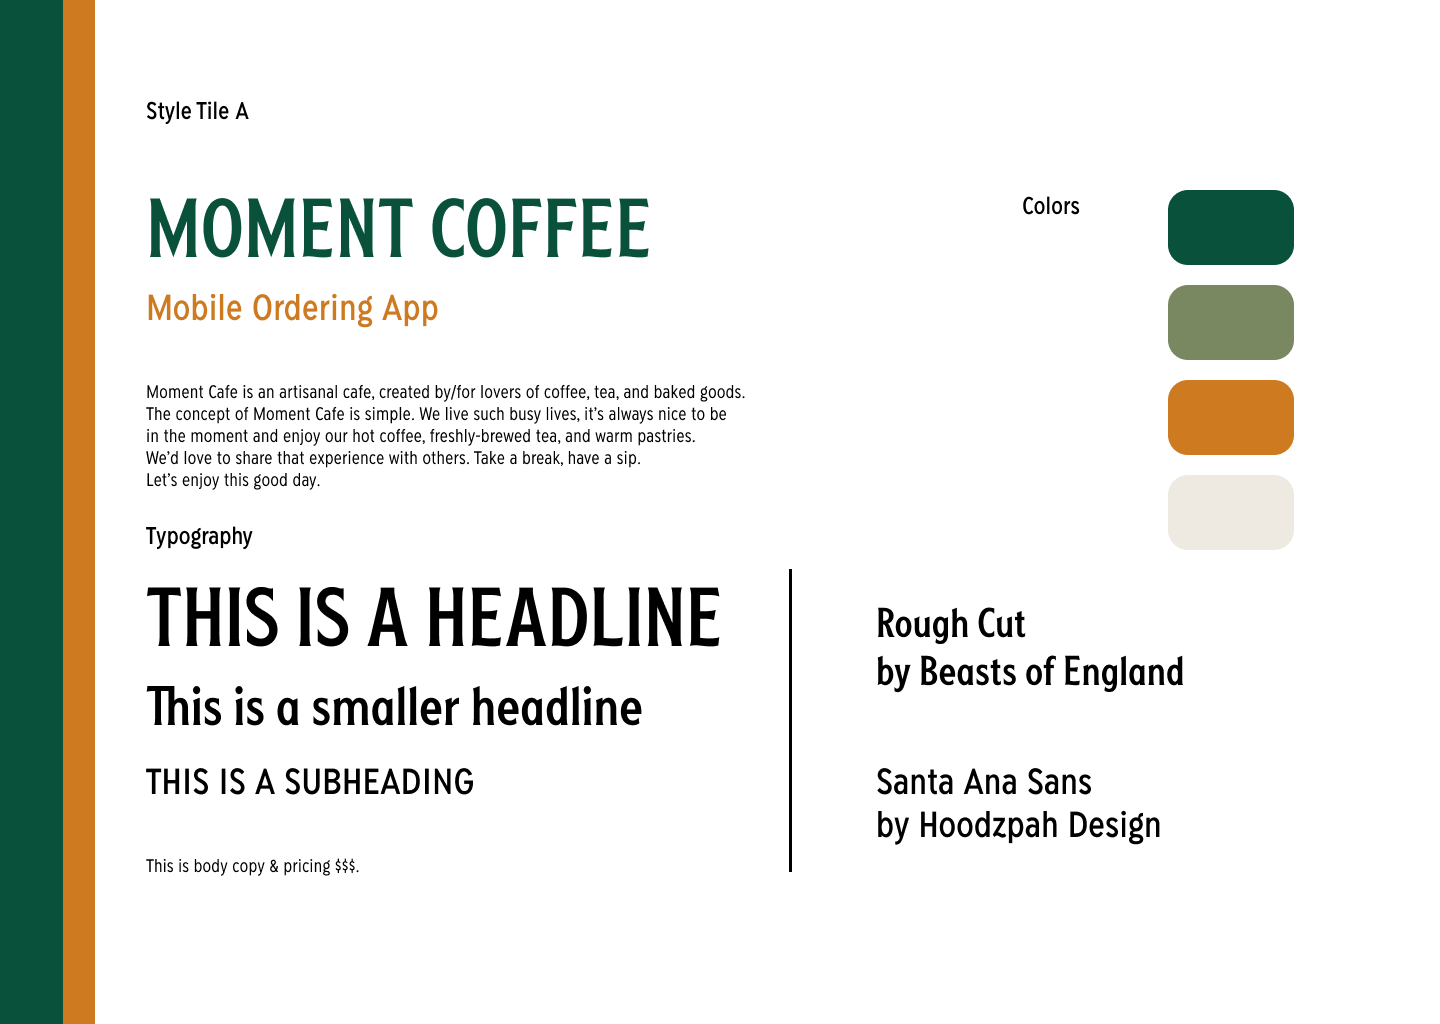 Style Tile A
MOMENT COFFEE
Mobile Ordering App
Moment Cafe is an artisanal cafe, created by/for lovers of coffee, tea, and baked goods.
The concept of Moment Cafe is simple. We live such busy lives, it’s always nice to be
in the moment and enjoy our hot coffee, freshly-brewed tea, and warm pastries.
We’d love to share that experience with others. Take a break, have a sip.
Let’s enjoy this good day.
Colors
Typography
THIS IS A HEADLINE
This is a smaller headline
THIS IS A SUBHEADING
This is body copy & pricing $$$.
Rough Cut
by Beasts of England
Santa Ana Sans
by Hoodzpah Design